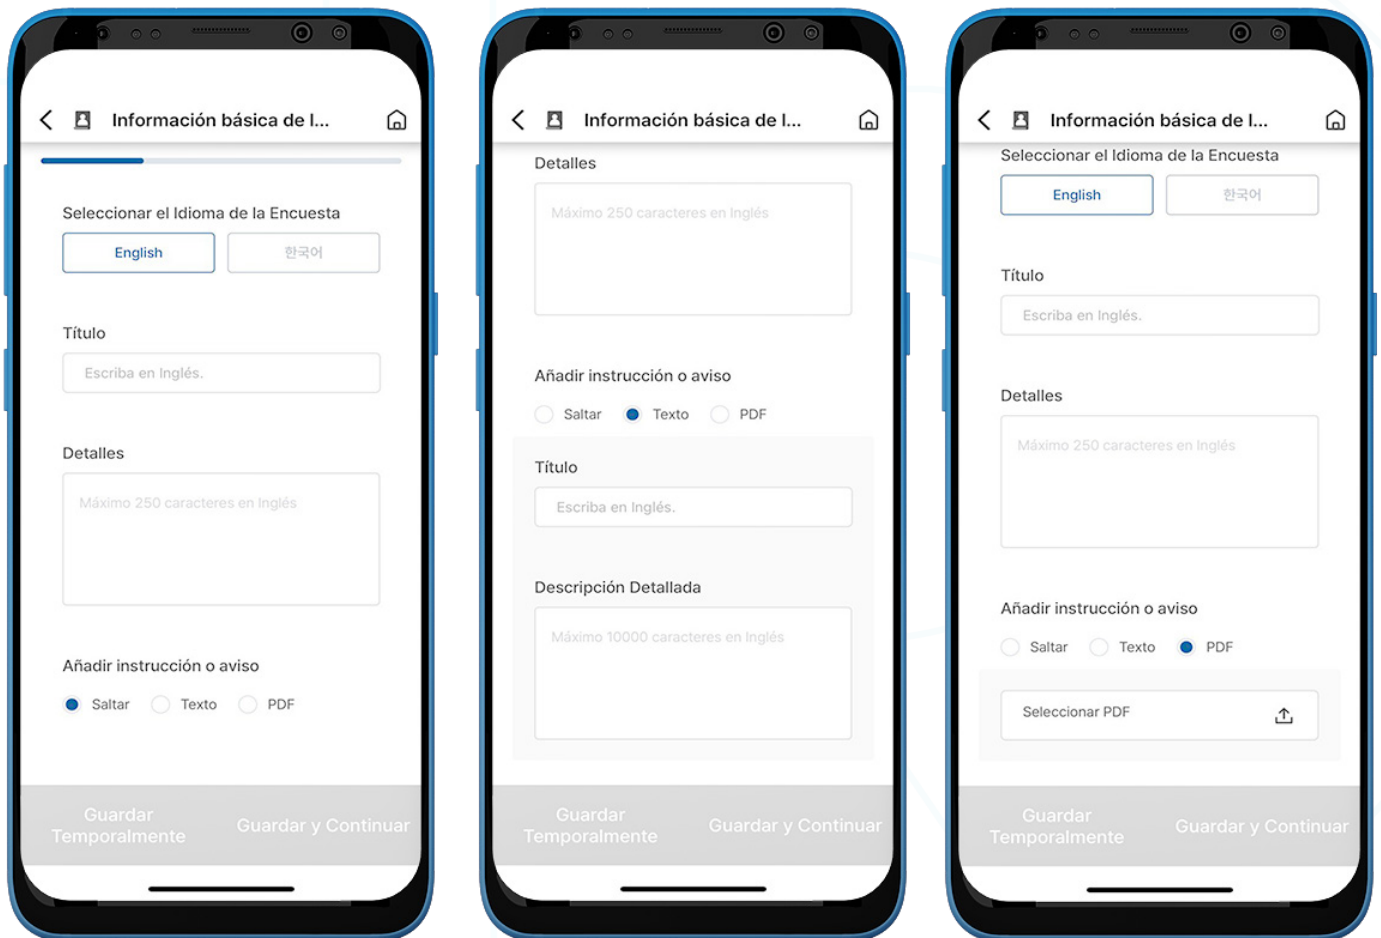 Información básica de l...
Seleccionar el Idioma de la Encuesta
English
한국어
Título
Escriba en Inglés.
Detalles
Máximo 250 caracteres en Inglés
Añadir instrucción o aviso
Saltar
Texto
PDF
Guardar
Temporalmente
Guardar y Continuar
Información básica de l...
Detalles
Máximo 250 caracteres en Inglés
Añadir instrucción o aviso
Saltar
Texto
PDF
Título
Escriba en Inglés.
Descripción Detallada
Máximo 10000 caracteres en Inglés
Guardar
Temporalmente
Guardar y Continuar
Información básica de l...
Seleccionar el Idioma de la Encuesta
English
한국어
Título
Escriba en Inglés.
Detalles
Máximo 250 caracteres en Inglés
Añadir instrucción o aviso
Saltar
Texto
PDF
Seleccionar PDF
Guardar
Temporalmente
Guardar y Continuar